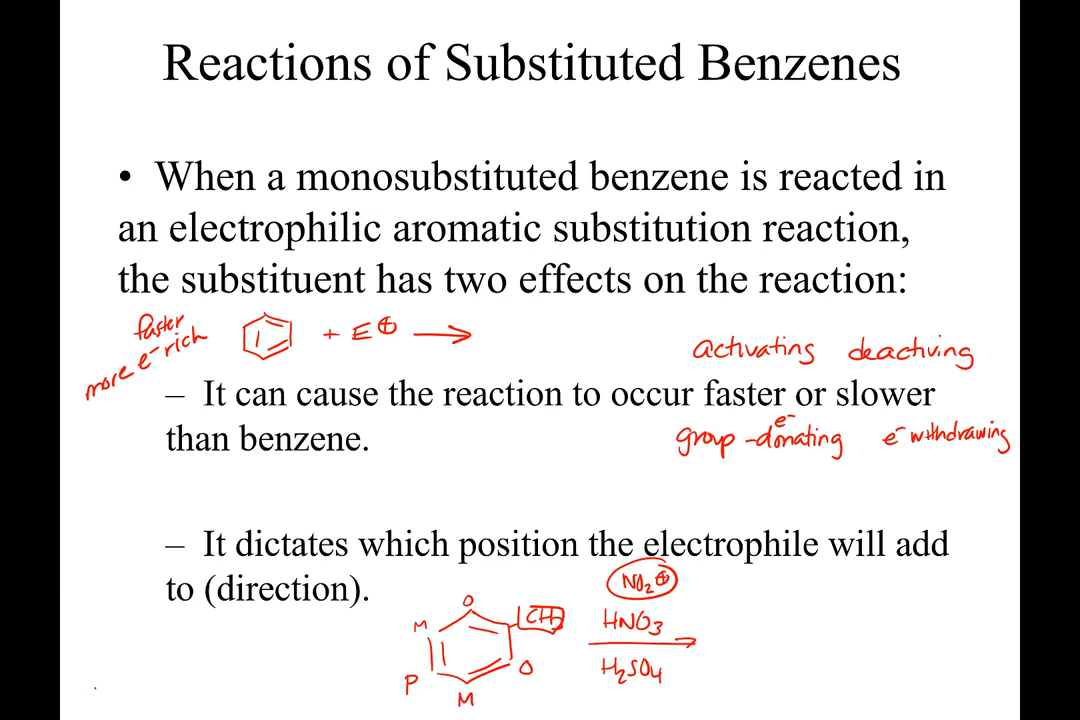 Reactions of Substituted Benzenes
• When a monosubstituted benzene is reacted in
an electrophilic aromatic substitution reaction,
the substituent has two effects on the reaction:
faster
more e⁻ rich
+ E⊕ →
activating deactiving
– It can cause the reaction to occur faster or slower
than benzene.
group -donating e⁻
e⁻ withdrawing
– It dictates which position the electrophile will add
to (direction).
NO₂⊕
O
M
CH₃
HNO₃
H₂SO₄
O
P
M